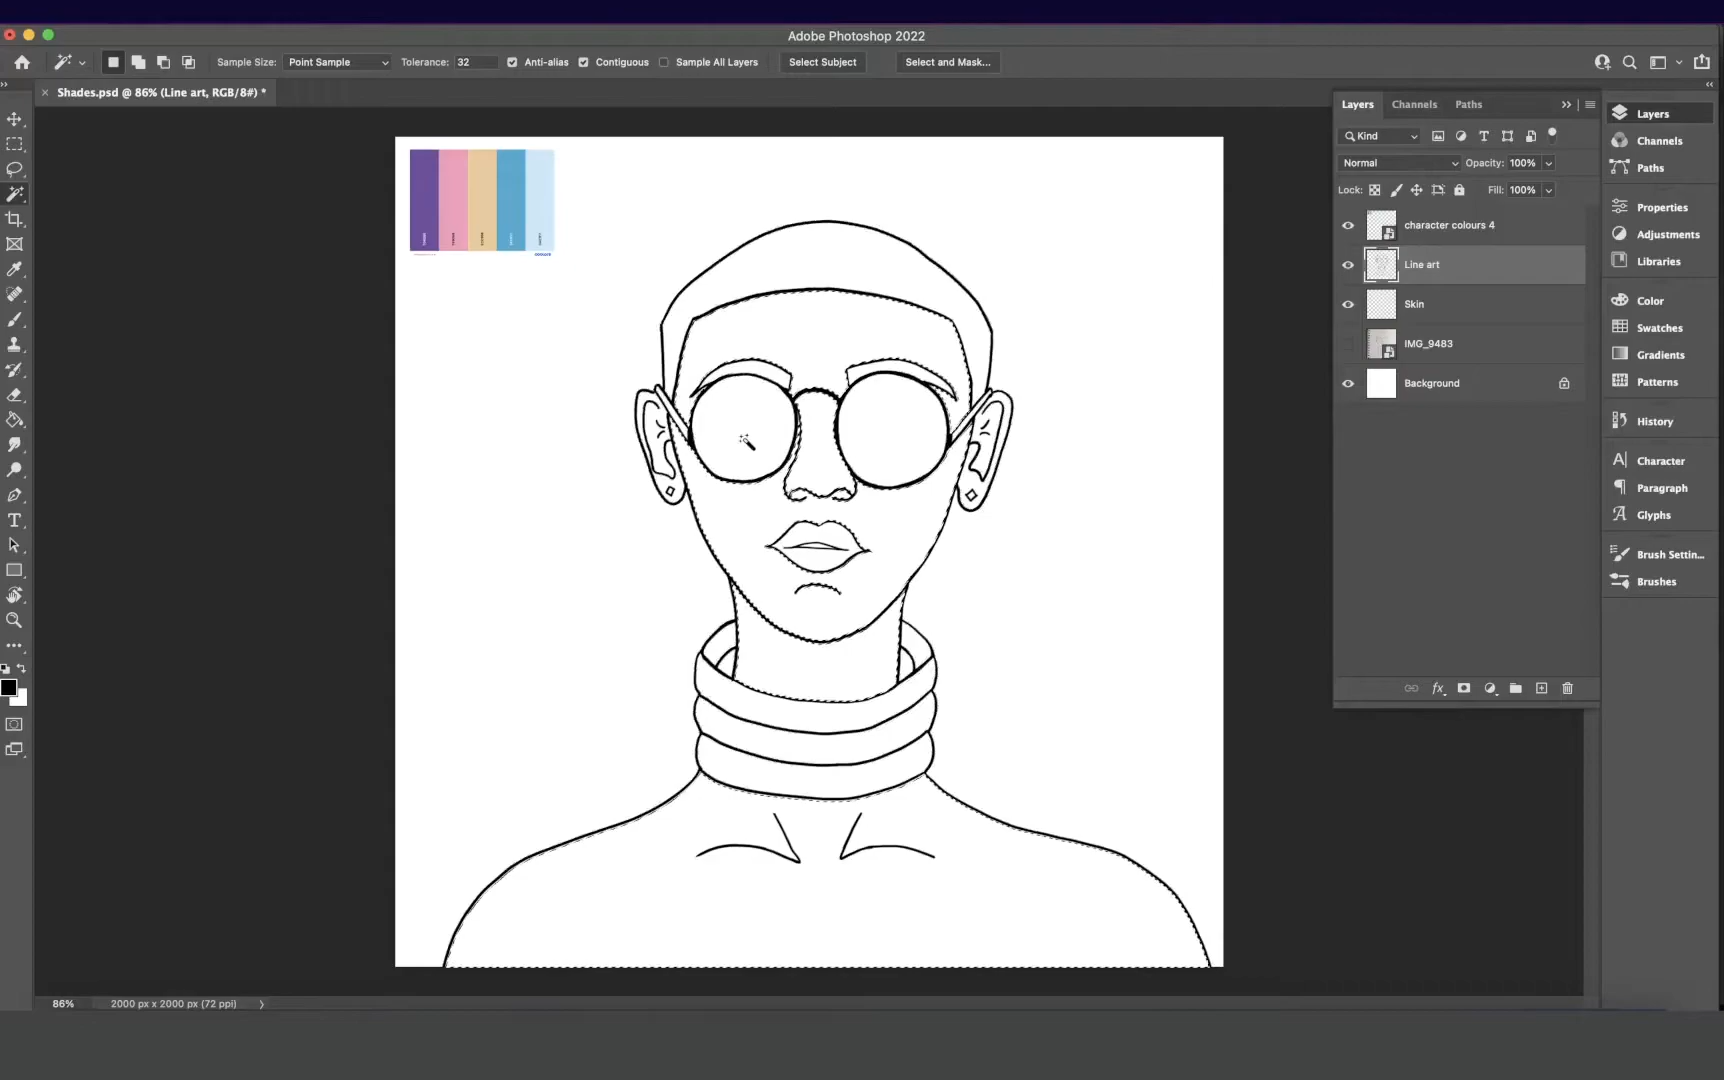 Adobe Photoshop 2022
Sample Size: Point Sample Tolerance: 32 Anti-alias Contiguous Sample All Layers Select Subject Select and Mask...
Shades.psd @ 86% (Line art, RGB/8#) *
Layers Channels Paths
Kind
Normal Opacity: 100%
Lock: Fill: 100%
character colours 4
Line art
Skin
IMG_9483
Background
Layers
Channels
Paths
Properties
Adjustments
Libraries
Color
Swatches
Gradients
Patterns
History
Character
Paragraph
Glyphs
Brush Settin...
Brushes
86% 2000 px x 2000 px (72 ppi)